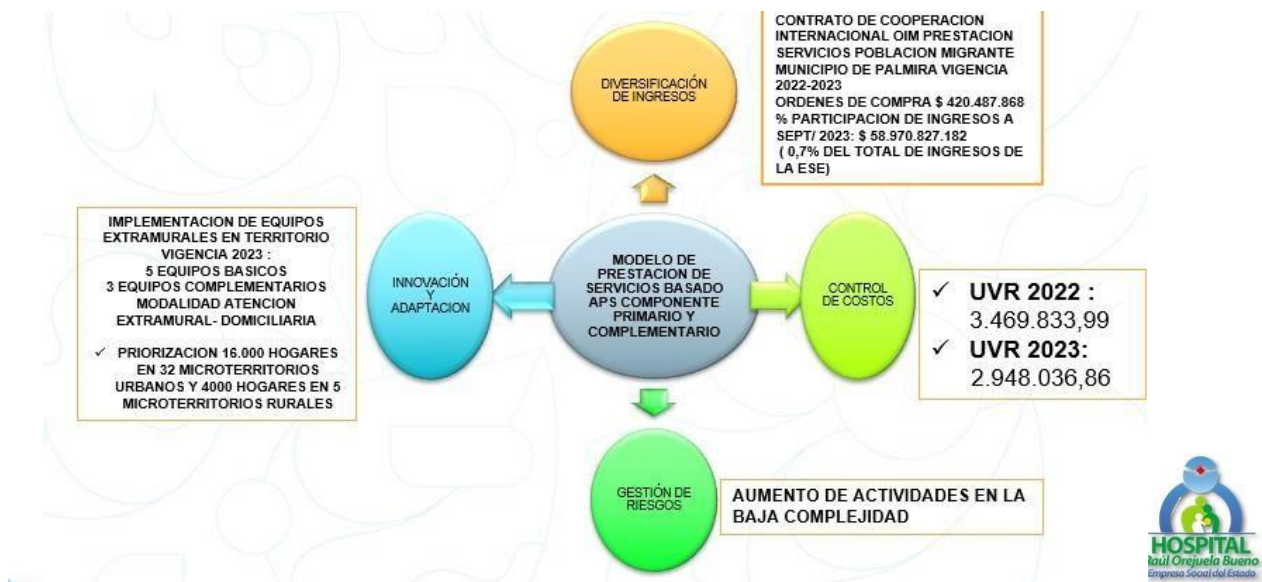 CONTRATO DE COOPERACION
INTERNACIONAL OIM PRESTACION
SERVICIOS POBLACION MIGRANTE
MUNICIPIO DE PALMIRA VIGENCIA
2022-2023
ORDENES DE COMPRA $ 420.487.868
% PARTICIPACION DE INGRESOS A
SEPT/ 2023: $ 58.970.827.182
( 0,7% DEL TOTAL DE INGRESOS DE
LA ESE)
DIVERSIFICACIÓN
DE INGRESOS
IMPLEMENTACION DE EQUIPOS
EXTRAMURALES EN TERRITORIO
VIGENCIA 2023 :
5 EQUIPOS BASICOS
3 EQUIPOS COMPLEMENTARIOS
MODALIDAD ATENCION
EXTRAMURAL- DOMICILIARIA
✓ PRIORIZACION 16.000 HOGARES
EN 32 MICROTERRITORIOS
URBANOS Y 4000 HOGARES EN 5
MICROTERRITORIOS RURALES
INNOVACIÓN
Y
ADAPTACION
MODELO DE
PRESTACION DE
SERVICIOS BASADO
APS COMPONENTE
PRIMARIO Y
COMPLEMENTARIO
CONTROL
DE COSTOS
✓ UVR 2022 :
3.469.833,99
✓ UVR 2023:
2.948.036,86
GESTIÓN DE
RIESGOS
AUMENTO DE ACTIVIDADES EN LA
BAJA COMPLEJIDAD
HOSPITAL
Raúl Orejuela Bueno
Empresa Social del Estado